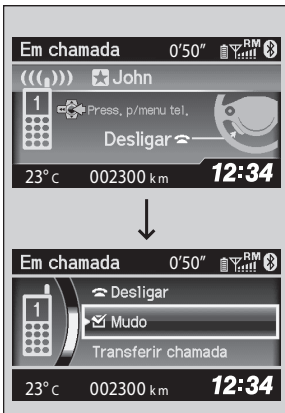 Em chamada 0'50" RM
John
1
Press. p/menu tel.
Desligar
23°C 002300 km 12:34
Em chamada 0'50" RM
Desligar
1
Mudo
Transferir chamada
23°C 002300 km 12:34